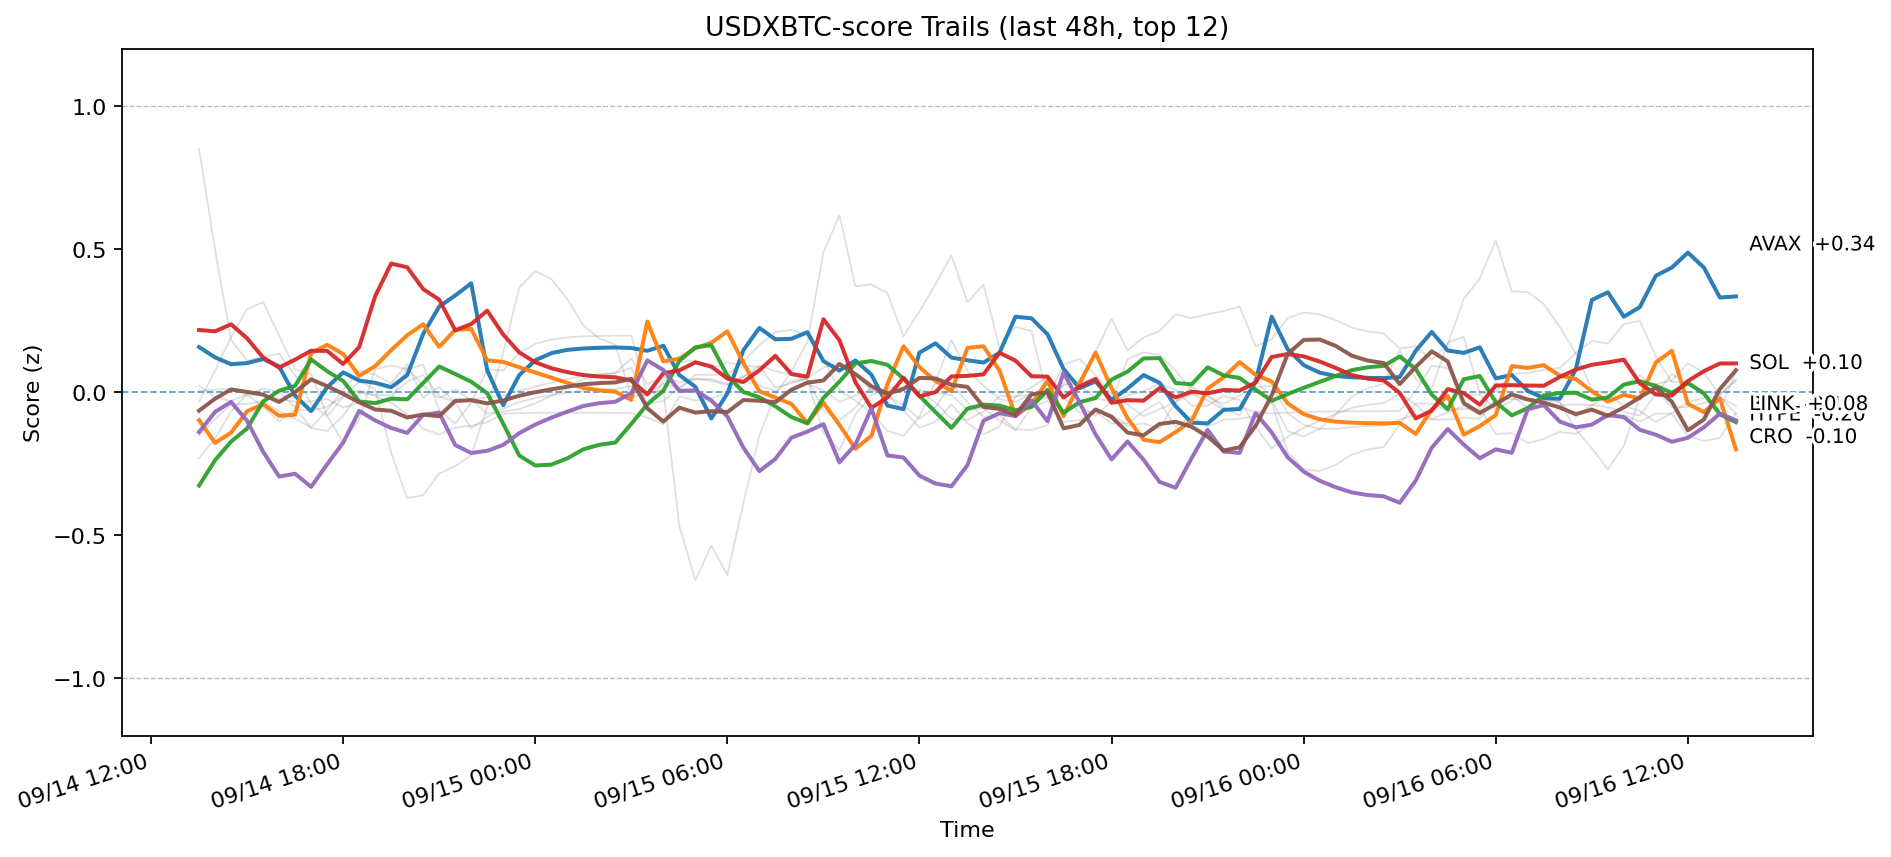 USDXBTC-score Trails (last 48h, top 12)
Score (z)
1.0
0.5
0.0
−0.5
−1.0
AVAX +0.34
SOL +0.10
LINK +0.08
HYPE -0.20
CRO -0.10
09/14 12:00
09/14 18:00
09/15 00:00
09/15 06:00
09/15 12:00
09/15 18:00
09/16 00:00
09/16 06:00
09/16 12:00
Time